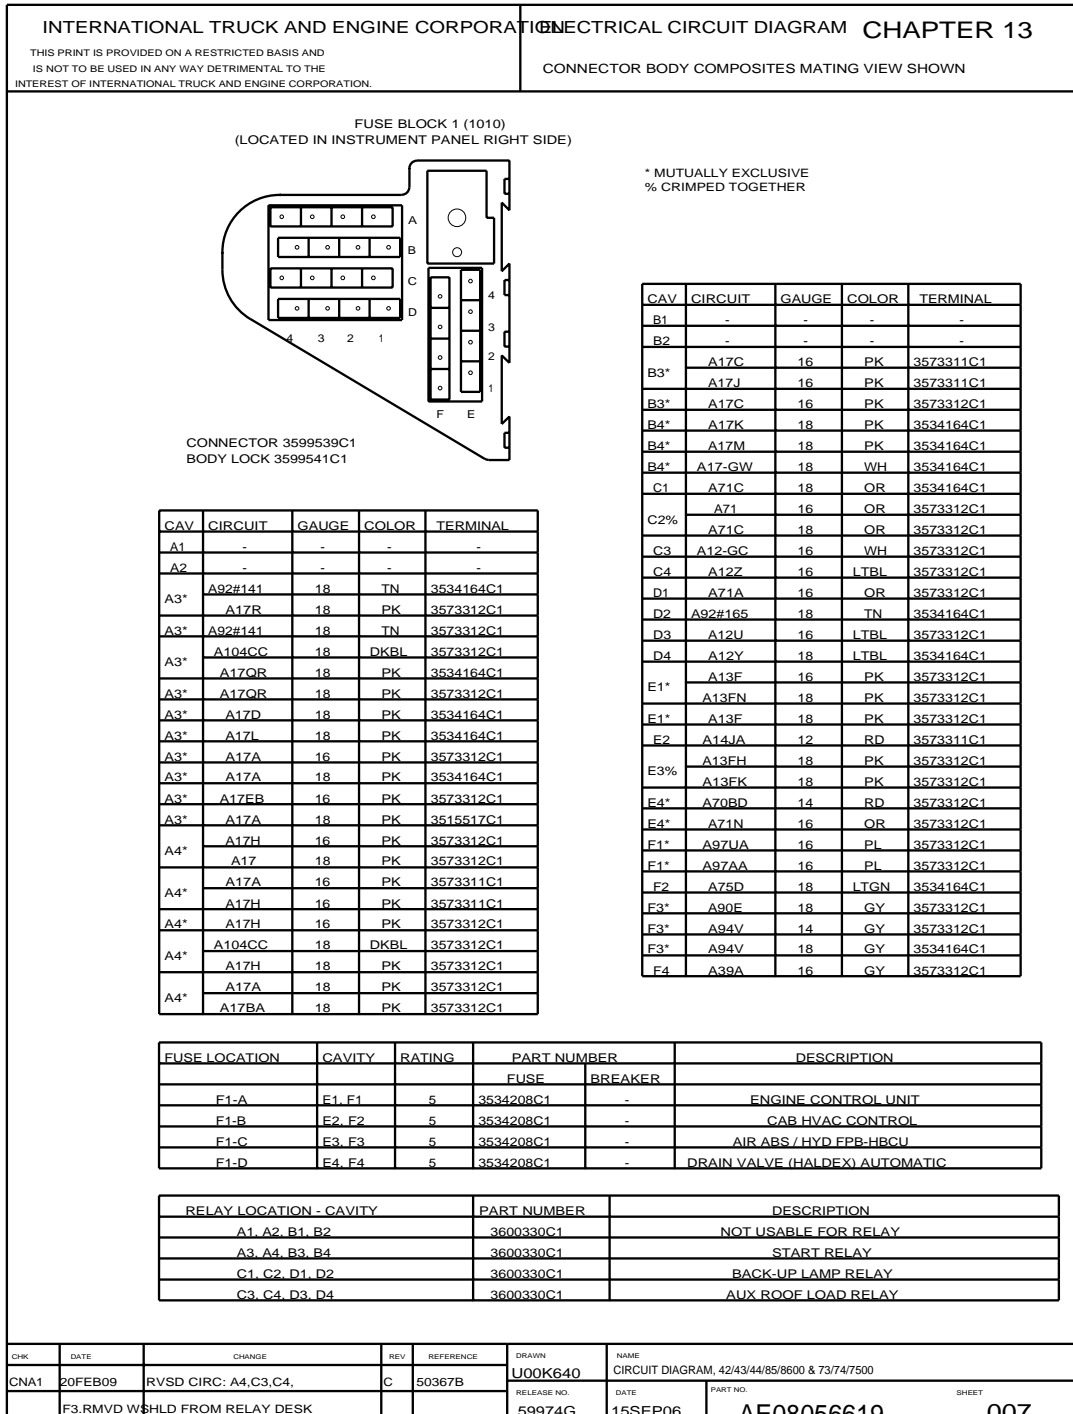 INTERNATIONAL TRUCK AND ENGINE CORPORATION
THIS PRINT IS PROVIDED ON A RESTRICTED BASIS AND
IS NOT TO BE USED IN ANY WAY DETRIMENTAL TO THE
INTEREST OF INTERNATIONAL TRUCK AND ENGINE CORPORATION.
ELECTRICAL CIRCUIT DIAGRAM CHAPTER 13
CONNECTOR BODY COMPOSITES MATING VIEW SHOWN
FUSE BLOCK 1 (1010)
(LOCATED IN INSTRUMENT PANEL RIGHT SIDE)
* MUTUALLY EXCLUSIVE
% CRIMPED TOGETHER
A
B
C
D
4 3 2 1
4
3
2
1
F E
CONNECTOR 3599539C1
BODY LOCK 3599541C1
CAV CIRCUIT GAUGE COLOR TERMINAL
A1 - - - -
A2 - - - -
A3* A92#141 18 TN 3534164C1
A17R 18 PK 3573312C1
A3* A92#141 18 TN 3573312C1
A3* A104CC 18 DKBL 3573312C1
A17QR 18 PK 3534164C1
A3* A17QR 18 PK 3573312C1
A3* A17D 18 PK 3534164C1
A3* A17L 18 PK 3534164C1
A3* A17A 16 PK 3573312C1
A3* A17A 18 PK 3534164C1
A3* A17EB 16 PK 3573312C1
A3* A17A 18 PK 3515517C1
A4* A17H 16 PK 3573312C1
A17 18 PK 3573312C1
A4* A17A 16 PK 3573311C1
A17H 16 PK 3573311C1
A4* A17H 16 PK 3573312C1
A4* A104CC 18 DKBL 3573312C1
A17H 18 PK 3573312C1
A4* A17A 18 PK 3573312C1
A17BA 18 PK 3573312C1
CAV CIRCUIT GAUGE COLOR TERMINAL
B1 - - - -
B2 - - - -
B3* A17C 16 PK 3573311C1
A17J 16 PK 3573311C1
B3* A17C 16 PK 3573312C1
B4* A17K 18 PK 3534164C1
B4* A17M 18 PK 3534164C1
B4* A17-GW 18 WH 3534164C1
C1 A71C 18 OR 3534164C1
C2% A71 16 OR 3573312C1
A71C 18 OR 3573312C1
C3 A12-GC 16 WH 3573312C1
C4 A12Z 16 LTBL 3573312C1
D1 A71A 16 OR 3573312C1
D2 A92#165 18 TN 3534164C1
D3 A12U 16 LTBL 3573312C1
D4 A12Y 18 LTBL 3534164C1
E1* A13F 16 PK 3573312C1
A13FN 18 PK 3573312C1
E1* A13F 18 PK 3573312C1
E2 A14JA 12 RD 3573311C1
E3% A13FH 18 PK 3573312C1
A13FK 18 PK 3573312C1
E4* A70BD 14 RD 3573312C1
E4* A71N 16 OR 3573312C1
F1* A97UA 16 PL 3573312C1
F1* A97AA 16 PL 3573312C1
F2 A75D 18 LTGN 3534164C1
F3* A90E 18 GY 3573312C1
F3* A94V 14 GY 3573312C1
F3* A94V 18 GY 3534164C1
F4 A39A 16 GY 3573312C1
FUSE LOCATION CAVITY RATING PART NUMBER DESCRIPTION
FUSE BREAKER
F1-A E1, F1 5 3534208C1 - ENGINE CONTROL UNIT
F1-B E2, F2 5 3534208C1 - CAB HVAC CONTROL
F1-C E3, F3 5 3534208C1 - AIR ABS / HYD FPB-HBCU
F1-D E4, F4 5 3534208C1 - DRAIN VALVE (HALDEX) AUTOMATIC
RELAY LOCATION - CAVITY PART NUMBER DESCRIPTION
A1, A2, B1, B2 3600330C1 NOT USABLE FOR RELAY
A3, A4, B3, B4 3600330C1 START RELAY
C1, C2, D1, D2 3600330C1 BACK-UP LAMP RELAY
C3, C4, D3, D4 3600330C1 AUX ROOF LOAD RELAY
CHK DATE CHANGE REV REFERENCE DRAWN NAME
CNA1 20FEB09 RVSD CIRC: A4,C3,C4, C 50367B U00K640 CIRCUIT DIAGRAM, 42/43/44/85/8600 & 73/74/7500
RELEASE NO. DATE PART NO. SHEET
F3.RMVD WSHLD FROM RELAY DESK 59974G 15SEP06 AE08056619 007